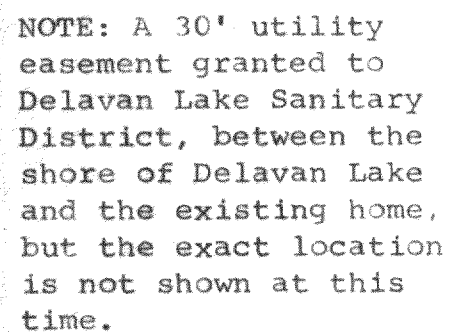 NOTE: A 30' utility
easement granted to
Delavan Lake Sanitary
District, between the
shore of Delavan Lake
and the existing home,
but the exact location
is not shown at this
time.